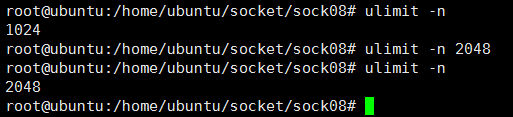 root@ubuntu:/home/ubuntu/socket/sock08# ulimit -n
1024
root@ubuntu:/home/ubuntu/socket/sock08# ulimit -n 2048
root@ubuntu:/home/ubuntu/socket/sock08# ulimit -n
2048
root@ubuntu:/home/ubuntu/socket/sock08#